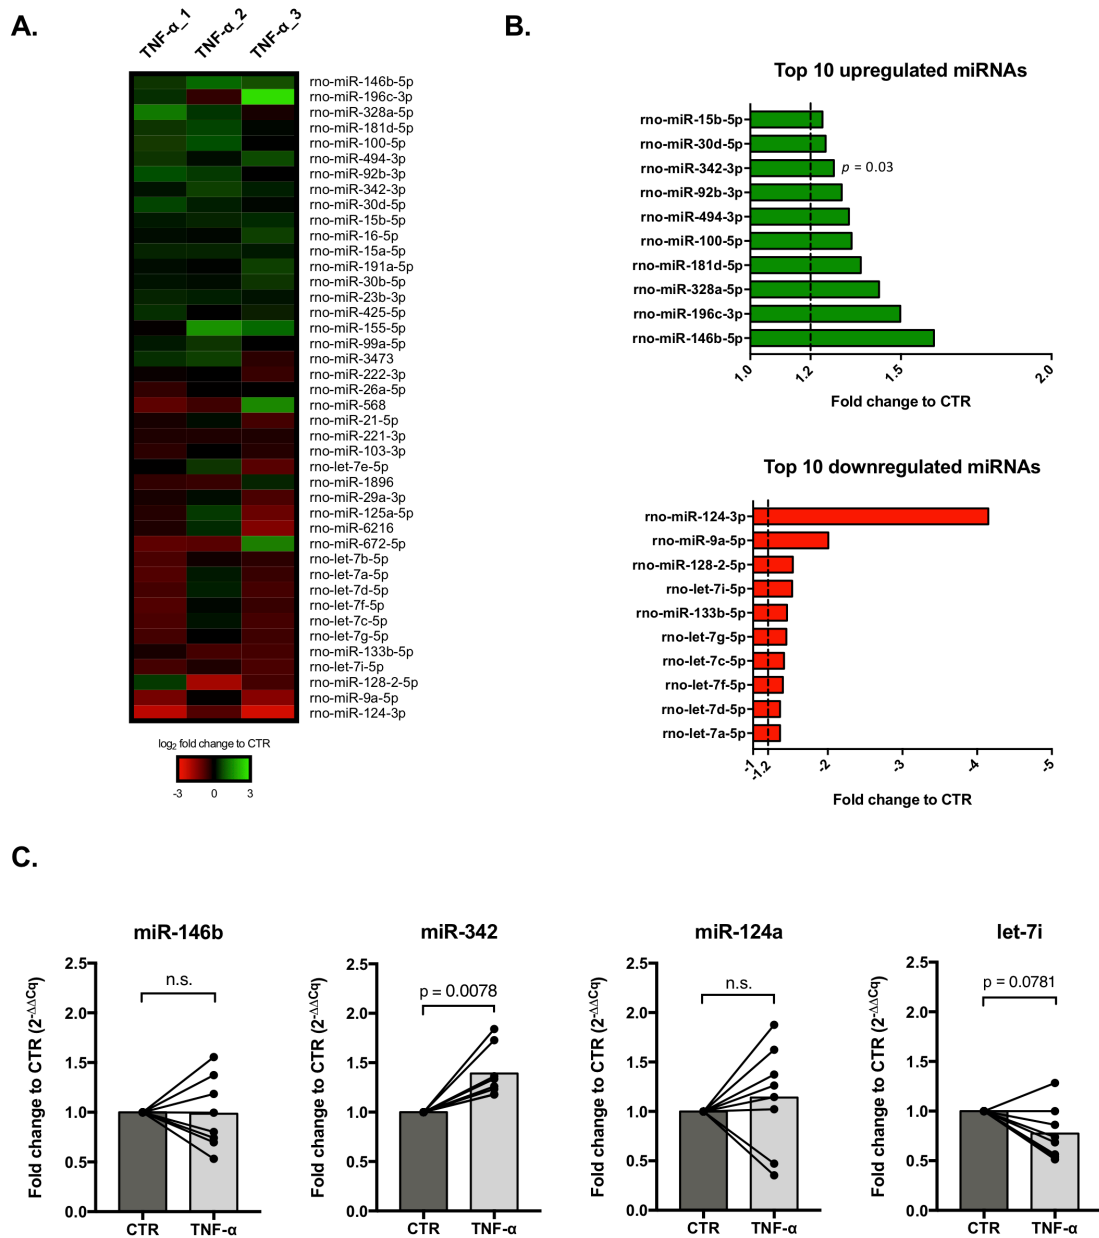 A.
TNF-α_1
TNF-α_2
TNF-α_3
rno-miR-146b-5p
rno-miR-196c-3p
rno-miR-328a-5p
rno-miR-181d-5p
rno-miR-100-5p
rno-miR-494-3p
rno-miR-92b-3p
rno-miR-342-3p
rno-miR-30d-5p
rno-miR-15b-5p
rno-miR-16-5p
rno-miR-15a-5p
rno-miR-191a-5p
rno-miR-30b-5p
rno-miR-23b-3p
rno-miR-425-5p
rno-miR-155-5p
rno-miR-99a-5p
rno-miR-3473
rno-miR-222-3p
rno-miR-26a-5p
rno-miR-568
rno-miR-21-5p
rno-miR-221-3p
rno-miR-103-3p
rno-let-7e-5p
rno-miR-1896
rno-miR-29a-3p
rno-miR-125a-5p
rno-miR-6216
rno-miR-672-5p
rno-let-7b-5p
rno-let-7a-5p
rno-let-7d-5p
rno-let-7f-5p
rno-let-7c-5p
rno-let-7g-5p
rno-miR-133b-5p
rno-let-7i-5p
rno-miR-128-2-5p
rno-miR-9a-5p
rno-miR-124-3p
log2 fold change to CTR
-3 0 3
B.
Top 10 upregulated miRNAs
rno-miR-15b-5p
rno-miR-30d-5p
rno-miR-342-3p
p = 0.03
rno-miR-92b-3p
rno-miR-494-3p
rno-miR-100-5p
rno-miR-181d-5p
rno-miR-328a-5p
rno-miR-196c-3p
rno-miR-146b-5p
1.0 1.2 1.5 2.0
Fold change to CTR
Top 10 downregulated miRNAs
rno-miR-124-3p
rno-miR-9a-5p
rno-miR-128-2-5p
rno-let-7i-5p
rno-miR-133b-5p
rno-let-7g-5p
rno-let-7c-5p
rno-let-7f-5p
rno-let-7d-5p
rno-let-7a-5p
-1 -1.2 -2 -3 -4 -5
Fold change to CTR
C.
miR-146b
Fold change to CTR (2-ΔΔCq)
2.5
2.0
1.5
1.0
0.5
0.0
n.s.
CTR TNF-α
miR-342
Fold change to CTR (2-ΔΔCq)
2.5
2.0
1.5
1.0
0.5
0.0
p = 0.0078
CTR TNF-α
miR-124a
Fold change to CTR (2-ΔΔCq)
2.5
2.0
1.5
1.0
0.5
0.0
n.s.
CTR TNF-α
let-7i
Fold change to CTR (2-ΔΔCq)
2.5
2.0
1.5
1.0
0.5
0.0
p = 0.0781
CTR TNF-α